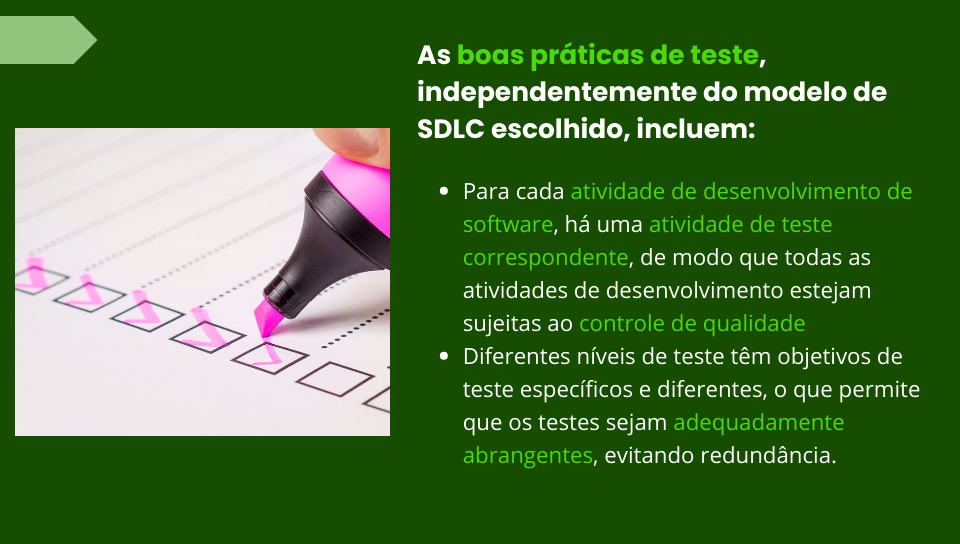 As boas práticas de teste,
independentemente do modelo de
SDLC escolhido, incluem:
• Para cada atividade de desenvolvimento de
software, há uma atividade de teste
correspondente, de modo que todas as
atividades de desenvolvimento estejam
sujeitas ao controle de qualidade
• Diferentes níveis de teste têm objetivos de
teste específicos e diferentes, o que permite
que os testes sejam adequadamente
abrangentes, evitando redundância.